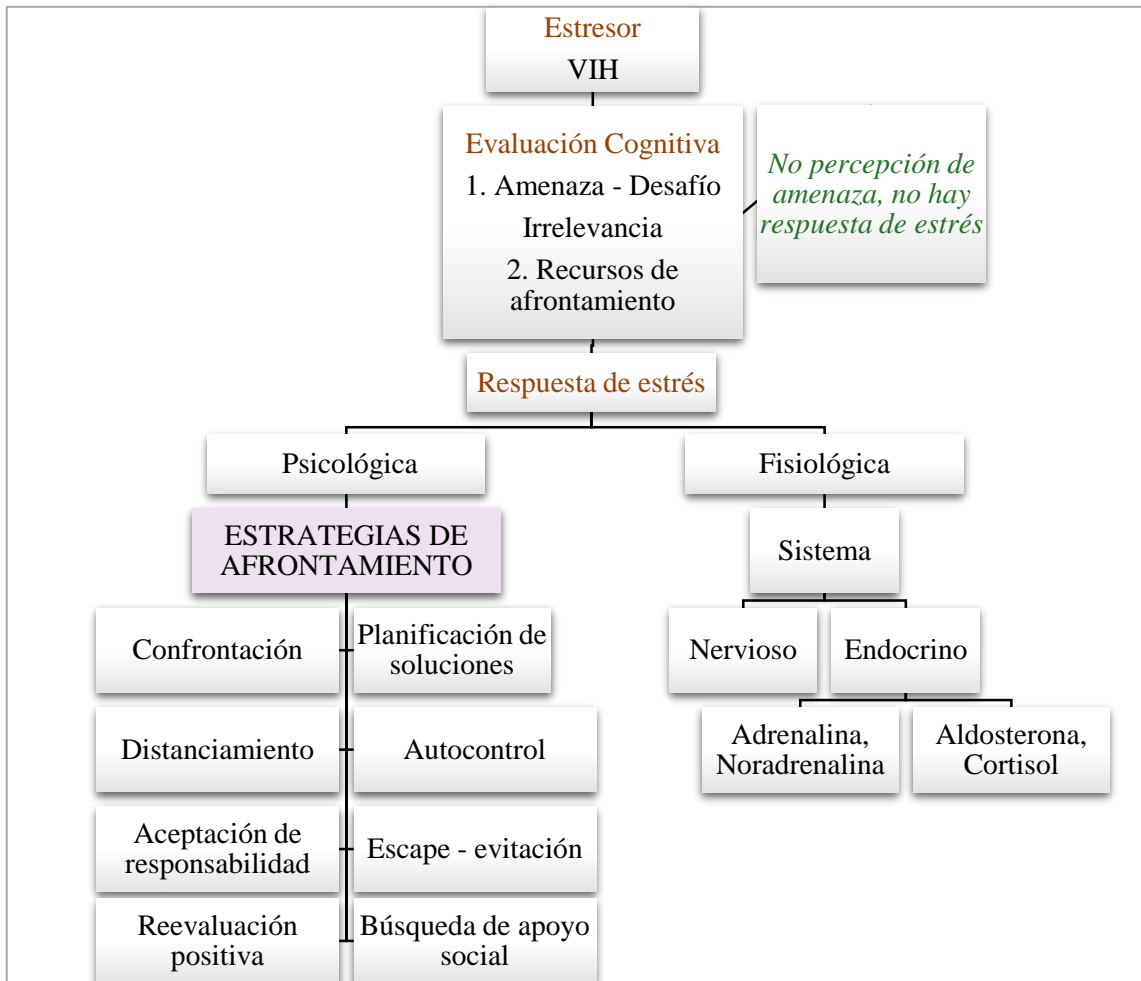 Estresor
VIH
Evaluación Cognitiva
1. Amenaza - Desafío
Irrelevancia
2. Recursos de
afrontamiento
No percepción de
amenaza, no hay
respuesta de estrés
Respuesta de estrés
Psicológica
Fisiológica
ESTRATEGIAS DE
AFRONTAMIENTO
Sistema
Confrontación
Planificación de
soluciones
Nervioso
Endocrino
Distanciamiento
Autocontrol
Adrenalina,
Noradrenalina
Aldosterona,
Cortisol
Aceptación de
responsabilidad
Escape - evitación
Reevaluación
positiva
Búsqueda de apoyo
social